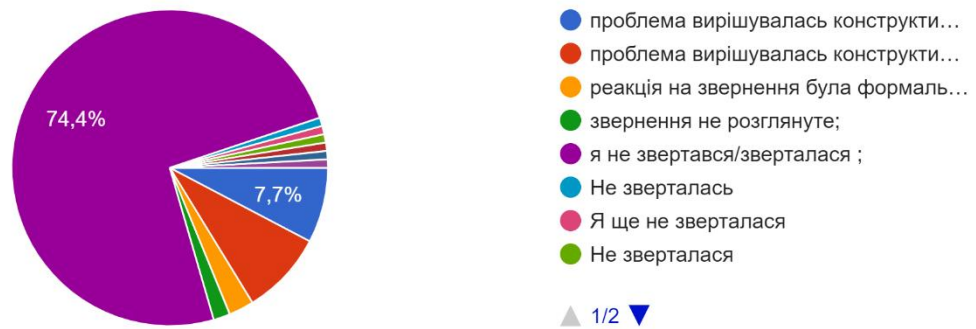 74,4%
7,7%
проблема вирішувалась конструкти…
проблема вирішувалась конструкти…
реакція на звернення була формаль…
звернення не розглянуте;
я не звертався/зверталася ;
Не зверталась
Я ще не зверталася
Не зверталася
1/2